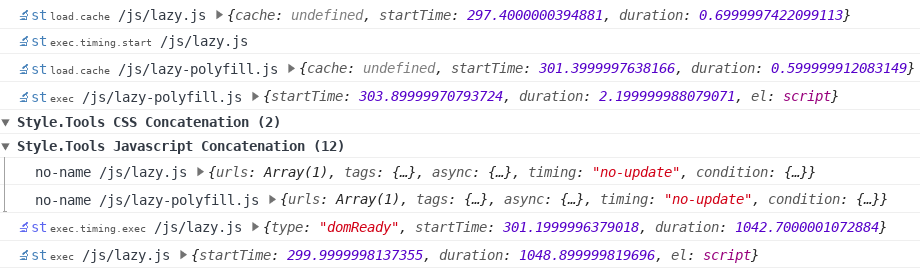 st load.cache /js/lazy.js ▶{cache: undefined, startTime: 297.4000000394881, duration: 0.6999997422099113}
st exec.timing.start /js/lazy.js
st load.cache /js/lazy-polyfill.js ▶{cache: undefined, startTime: 301.3999997638166, duration: 0.599999912083149}
st exec /js/lazy-polyfill.js ▶{startTime: 303.89999970793724, duration: 2.199999988079071, el: script}
▼ Style.Tools CSS Concatenation (2)
▼ Style.Tools Javascript Concatenation (12)
no-name /js/lazy.js ▶{urls: Array(1), tags: {…}, async: {…}, timing: "no-update", condition: {…}}
no-name /js/lazy-polyfill.js ▶{urls: Array(1), tags: {…}, async: {…}, timing: "no-update", condition: {…}}
st exec.timing.exec /js/lazy.js ▶{type: "domReady", startTime: 301.1999996379018, duration: 1042.7000001072884}
st exec /js/lazy.js ▶{startTime: 299.9999998137355, duration: 1048.899999819696, el: script}